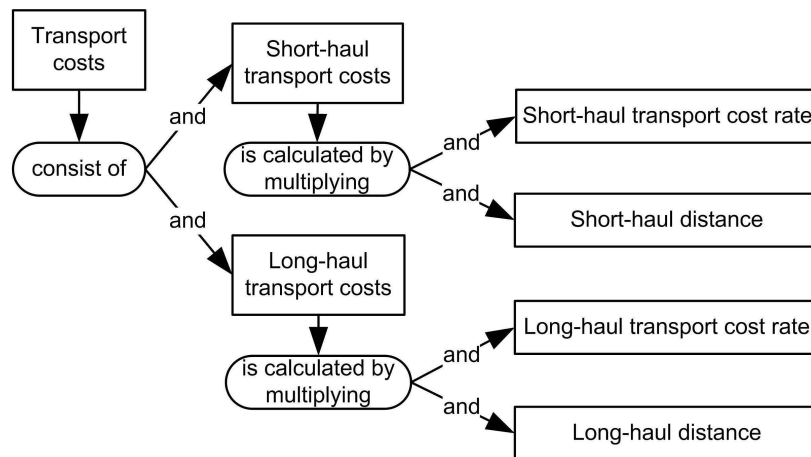 Transport
costs
consist of
and
and
Short-haul
transport costs
is calculated by
multiplying
and
and
Short-haul transport cost rate
Short-haul distance
Long-haul
transport costs
is calculated by
multiplying
and
and
Long-haul transport cost rate
Long-haul distance